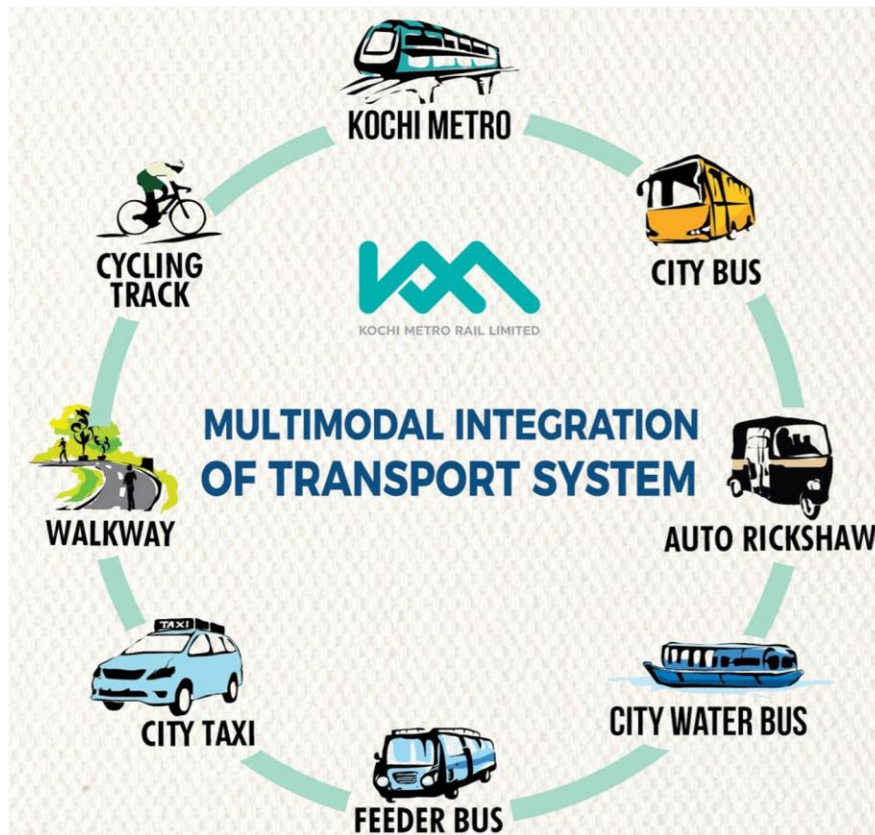 KOCHI METRO
CITY BUS
AUTO RICKSHAW
CITY WATER BUS
FEEDER BUS
TAXI
CITY TAXI
WALKWAY
CYCLING
TRACK
KOCHI METRO RAIL LIMITED
MULTIMODAL INTEGRATION
OF TRANSPORT SYSTEM